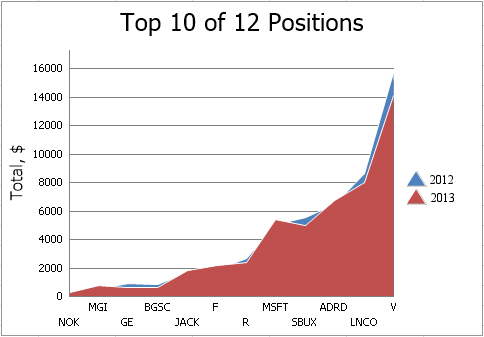 Top 10 of 12 Positions
Total, $
16000
14000
12000
10000
8000
6000
4000
2000
0
2012
2013
MGI BGSC F MSFT ADRD V
NOK GE JACK R SBUX LNCO